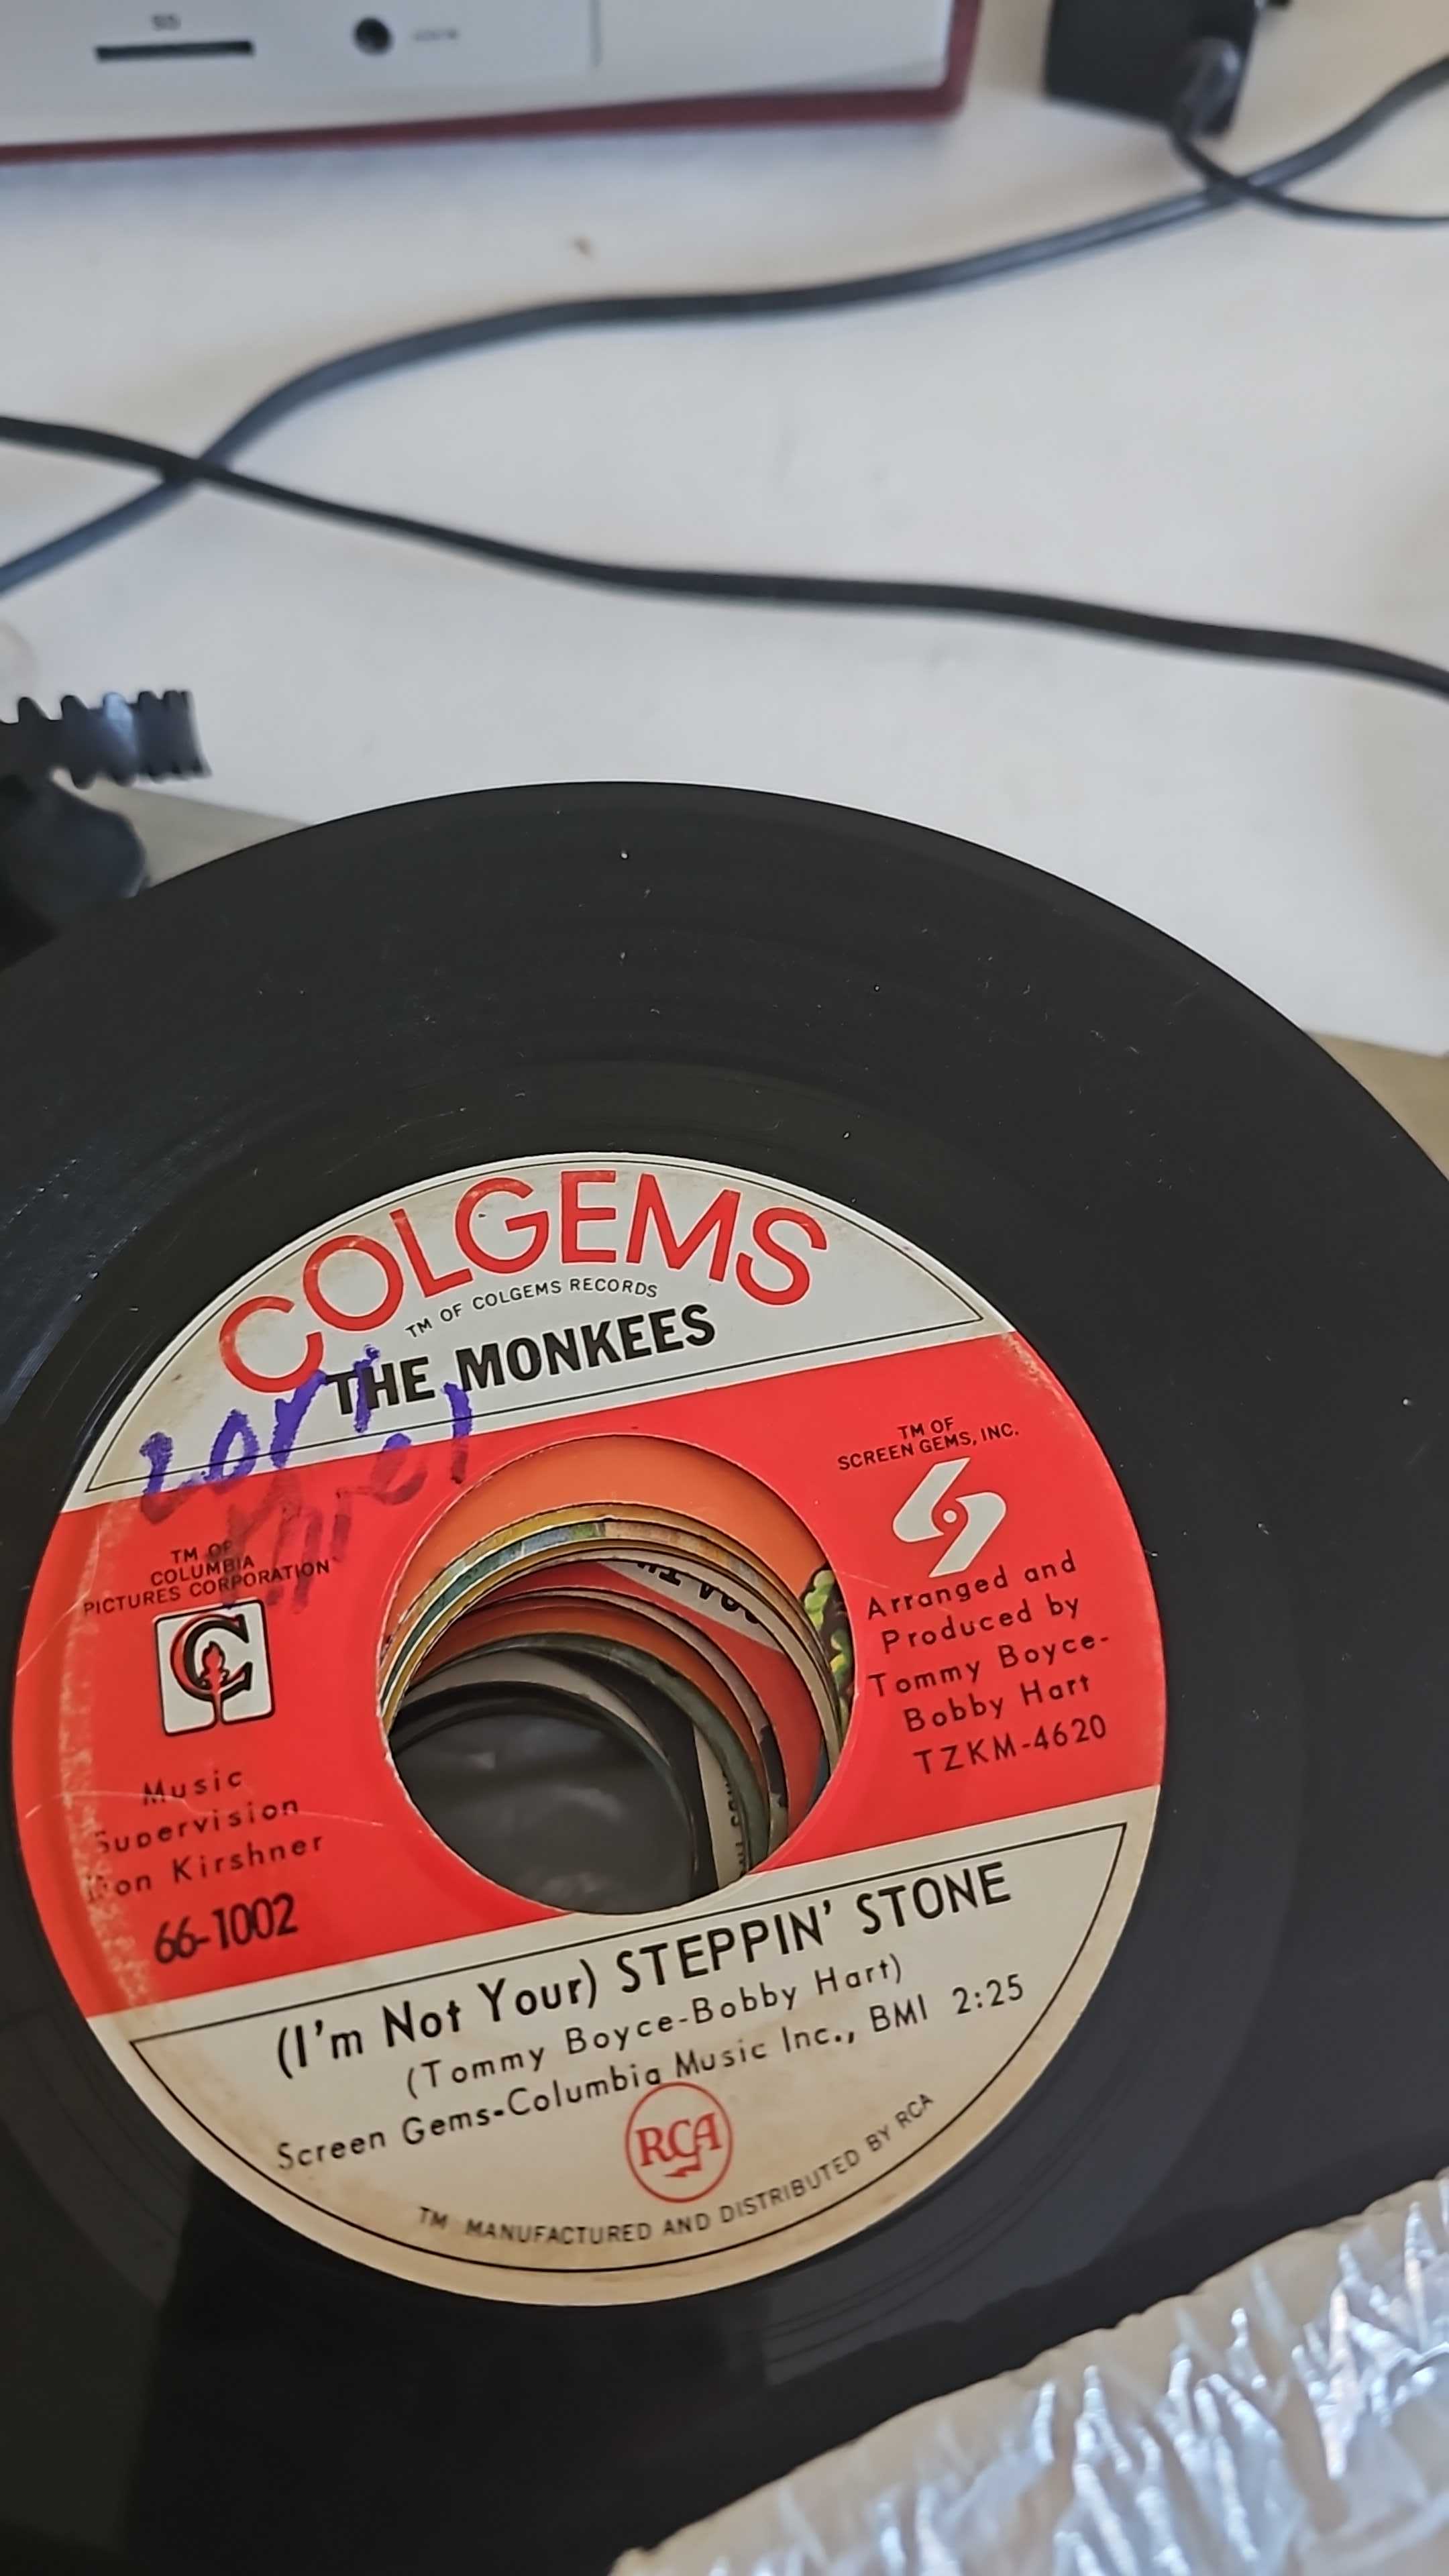 COLGEMS
TM OF COLGEMS RECORDS
THE MONKEES
Lori
TM OF
SCREEN GEMS, INC.
TM OF
COLUMBIA
PICTURES CORPORATION
C
Arranged and
Produced by
Tommy Boyce-
Bobby Hart
TZKM-4620
Music
Supervision
Don Kirshner
66-1002
(I'm Not Your) STEPPIN' STONE
(Tommy Boyce-Bobby Hart)
Screen Gems-Columbia Music Inc., BMI 2:25
RCA
TM MANUFACTURED AND DISTRIBUTED BY RCA